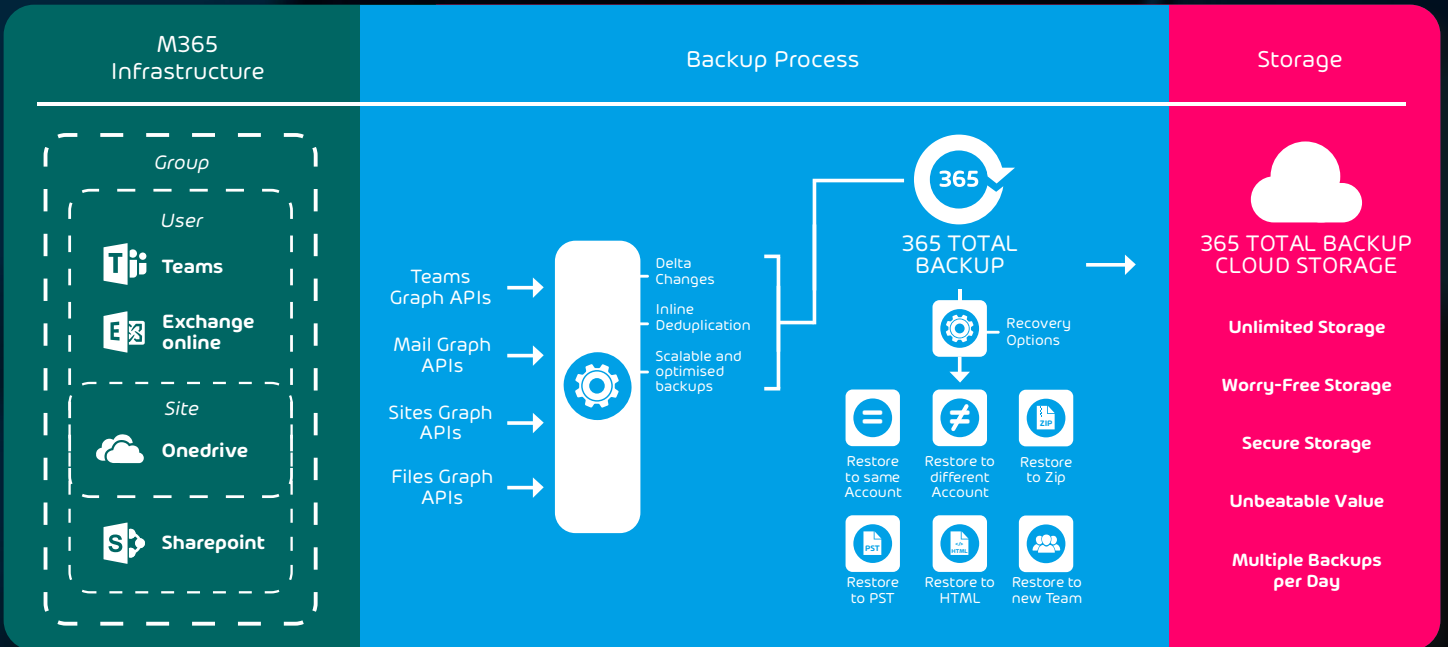 M365
Infrastructure
Backup Process
Storage
Group
User
Teams
Exchange
online
Site
Onedrive
Sharepoint
Teams
Graph APIs
Mail Graph
APIs
Sites Graph
APIs
Files Graph
APIs
Delta
Changes
Inline
Deduplication
Scalable and
optimised
backups
365
365 TOTAL
BACKUP
Recovery
Options
ZIP
Restore
to same
Account
Restore to
different
Account
Restore
to Zip
PST
</>
HTML
Restore
to PST
Restore to
HTML
Restore to
new Team
365 TOTAL BACKUP
CLOUD STORAGE
Unlimited Storage
Worry-Free Storage
Secure Storage
Unbeatable Value
Multiple Backups
per Day